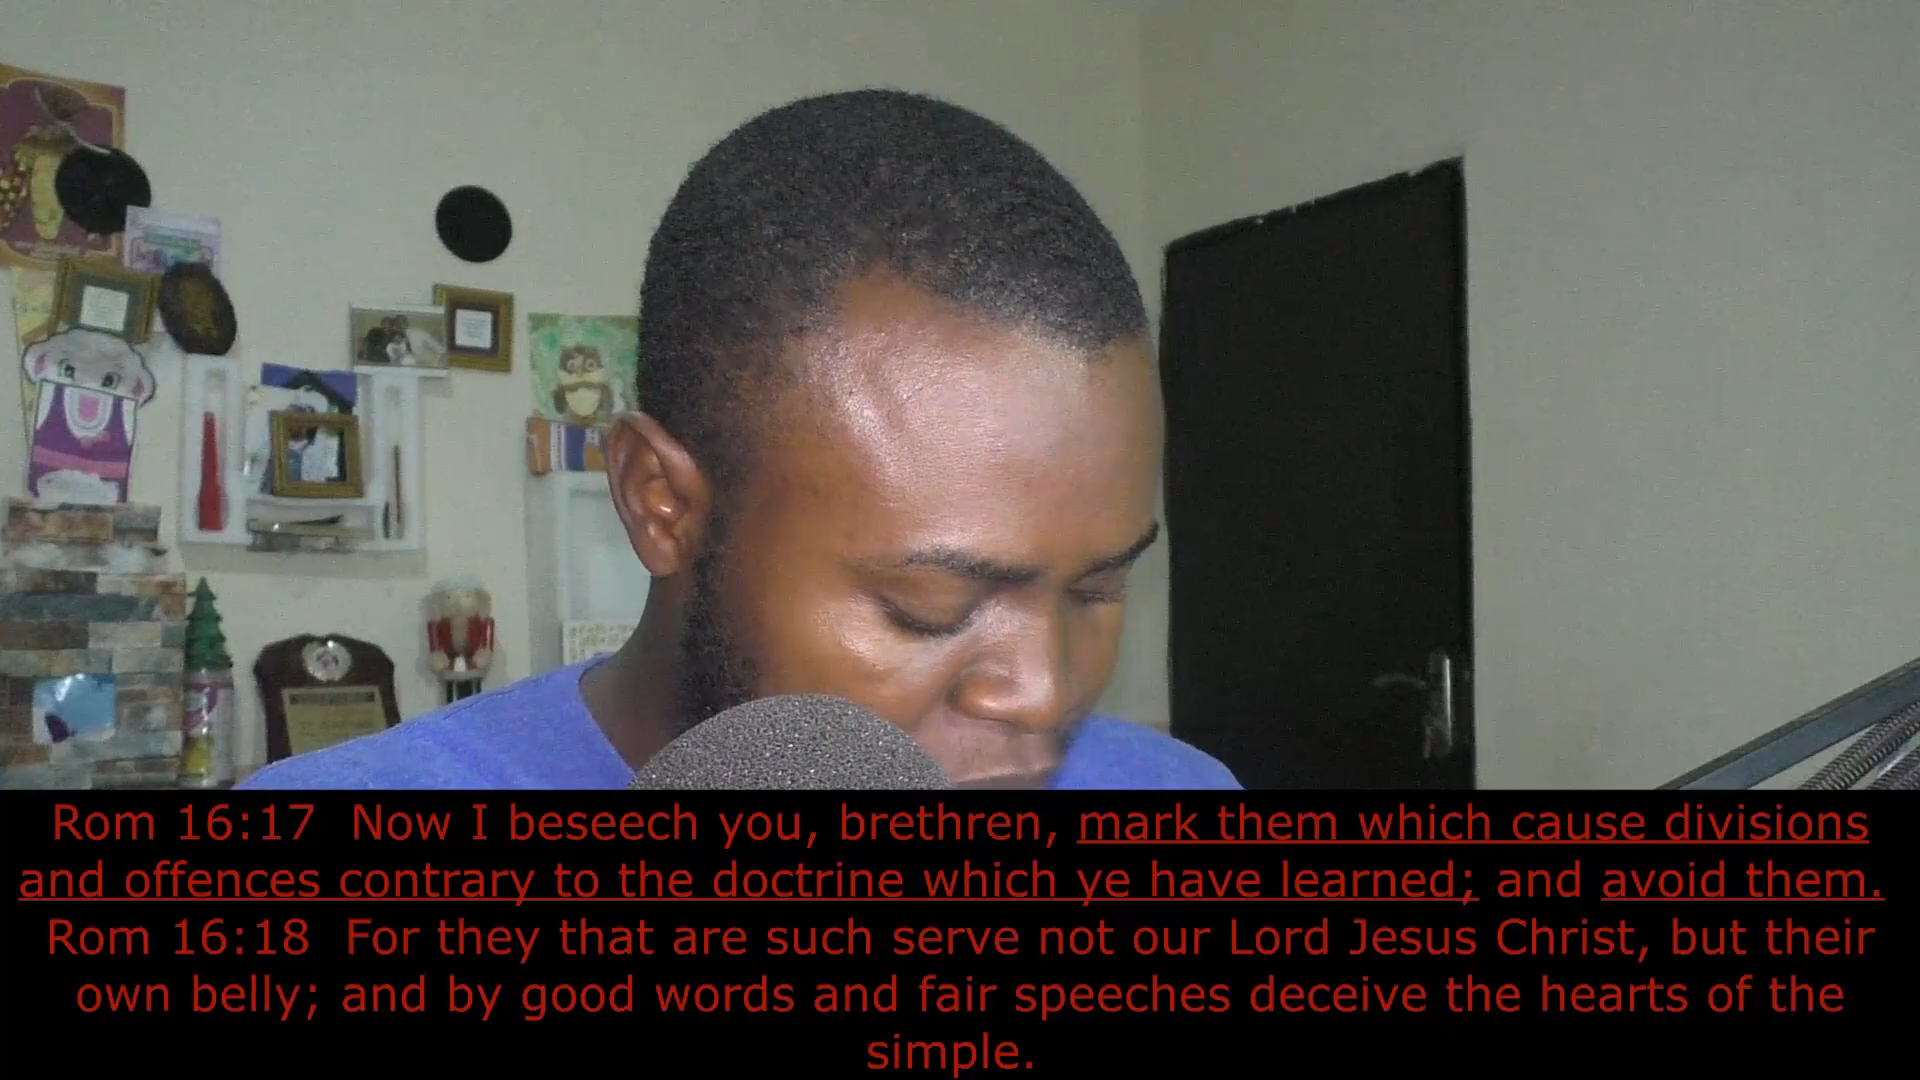 Rom 16:17  Now I beseech you, brethren, mark them which cause divisions
and offences contrary to the doctrine which ye have learned; and avoid them.
Rom 16:18  For they that are such serve not our Lord Jesus Christ, but their
own belly; and by good words and fair speeches deceive the hearts of the
simple.